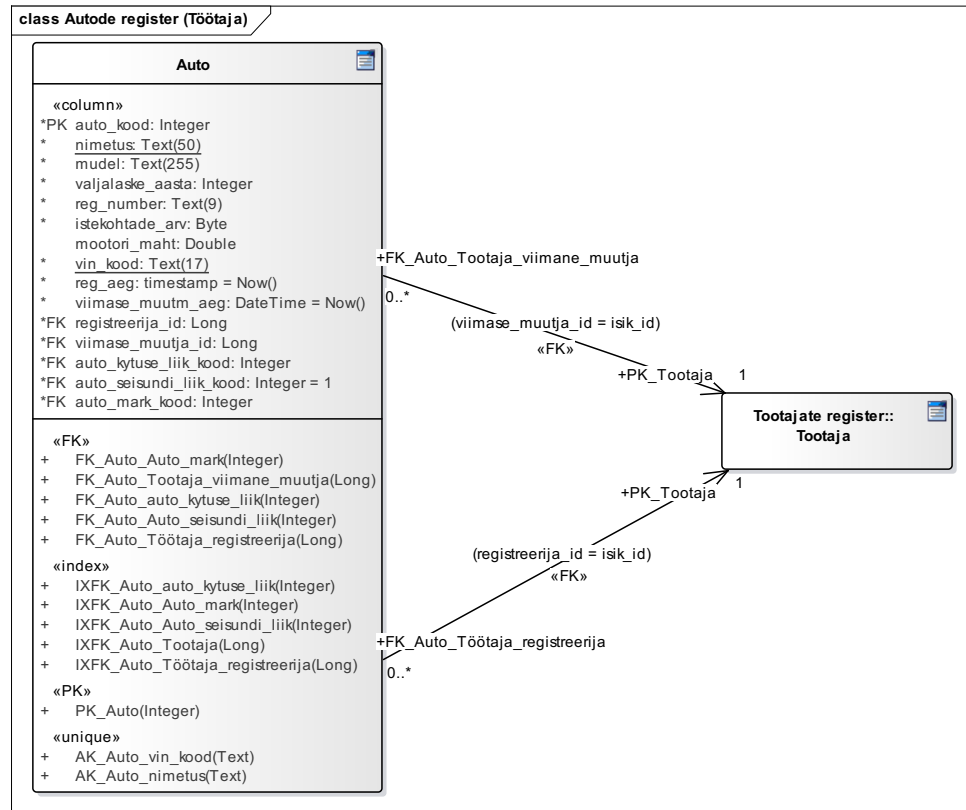 class Autode register (Töötaja)
Auto
«column»
*PK auto_kood: Integer
* nimetus: Text(50)
* mudel: Text(255)
* valjalaske_aasta: Integer
* reg_number: Text(9)
* istekohtade_arv: Byte
mootori_maht: Double
* vin_kood: Text(17)
* reg_aeg: timestamp = Now()
* viimase_muutm_aeg: DateTime = Now()
*FK registreerija_id: Long
*FK viimase_muutja_id: Long
*FK auto_kytuse_liik_kood: Integer
*FK auto_seisundi_liik_kood: Integer = 1
*FK auto_mark_kood: Integer
«FK»
+ FK_Auto_Auto_mark(Integer)
+ FK_Auto_Tootaja_viimane_muutja(Long)
+ FK_Auto_auto_kytuse_liik(Integer)
+ FK_Auto_Auto_seisundi_liik(Integer)
+ FK_Auto_Töötaja_registreerija(Long)
«index»
+ IXFK_Auto_auto_kytuse_liik(Integer)
+ IXFK_Auto_Auto_mark(Integer)
+ IXFK_Auto_Auto_seisundi_liik(Integer)
+ IXFK_Auto_Tootaja(Long)
+ IXFK_Auto_Töötaja_registreerija(Long)
«PK»
+ PK_Auto(Integer)
«unique»
+ AK_Auto_vin_kood(Text)
+ AK_Auto_nimetus(Text)
+FK_Auto_Tootaja_viimane_muutja
0..*
(viimase_muutja_id = isik_id)
«FK»
+PK_Tootaja 1
Tootajate register::
Tootaja
+PK_Tootaja 1
(registreerija_id = isik_id)
«FK»
+FK_Auto_Töötaja_registreerija
0..*